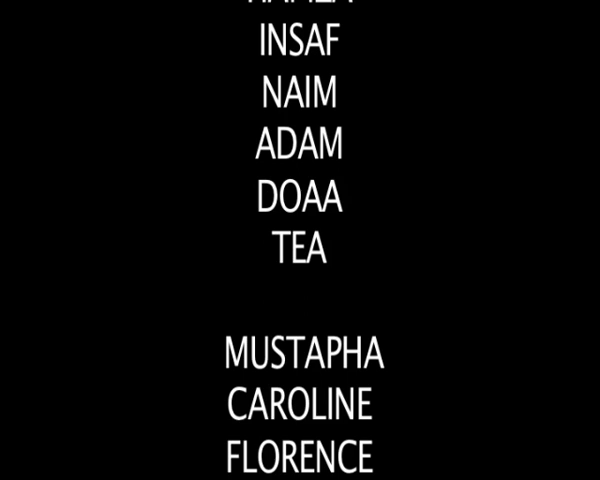 INSAF
NAIM
ADAM
DOAA
TEA
MUSTAPHA
CAROLINE
FLORENCE